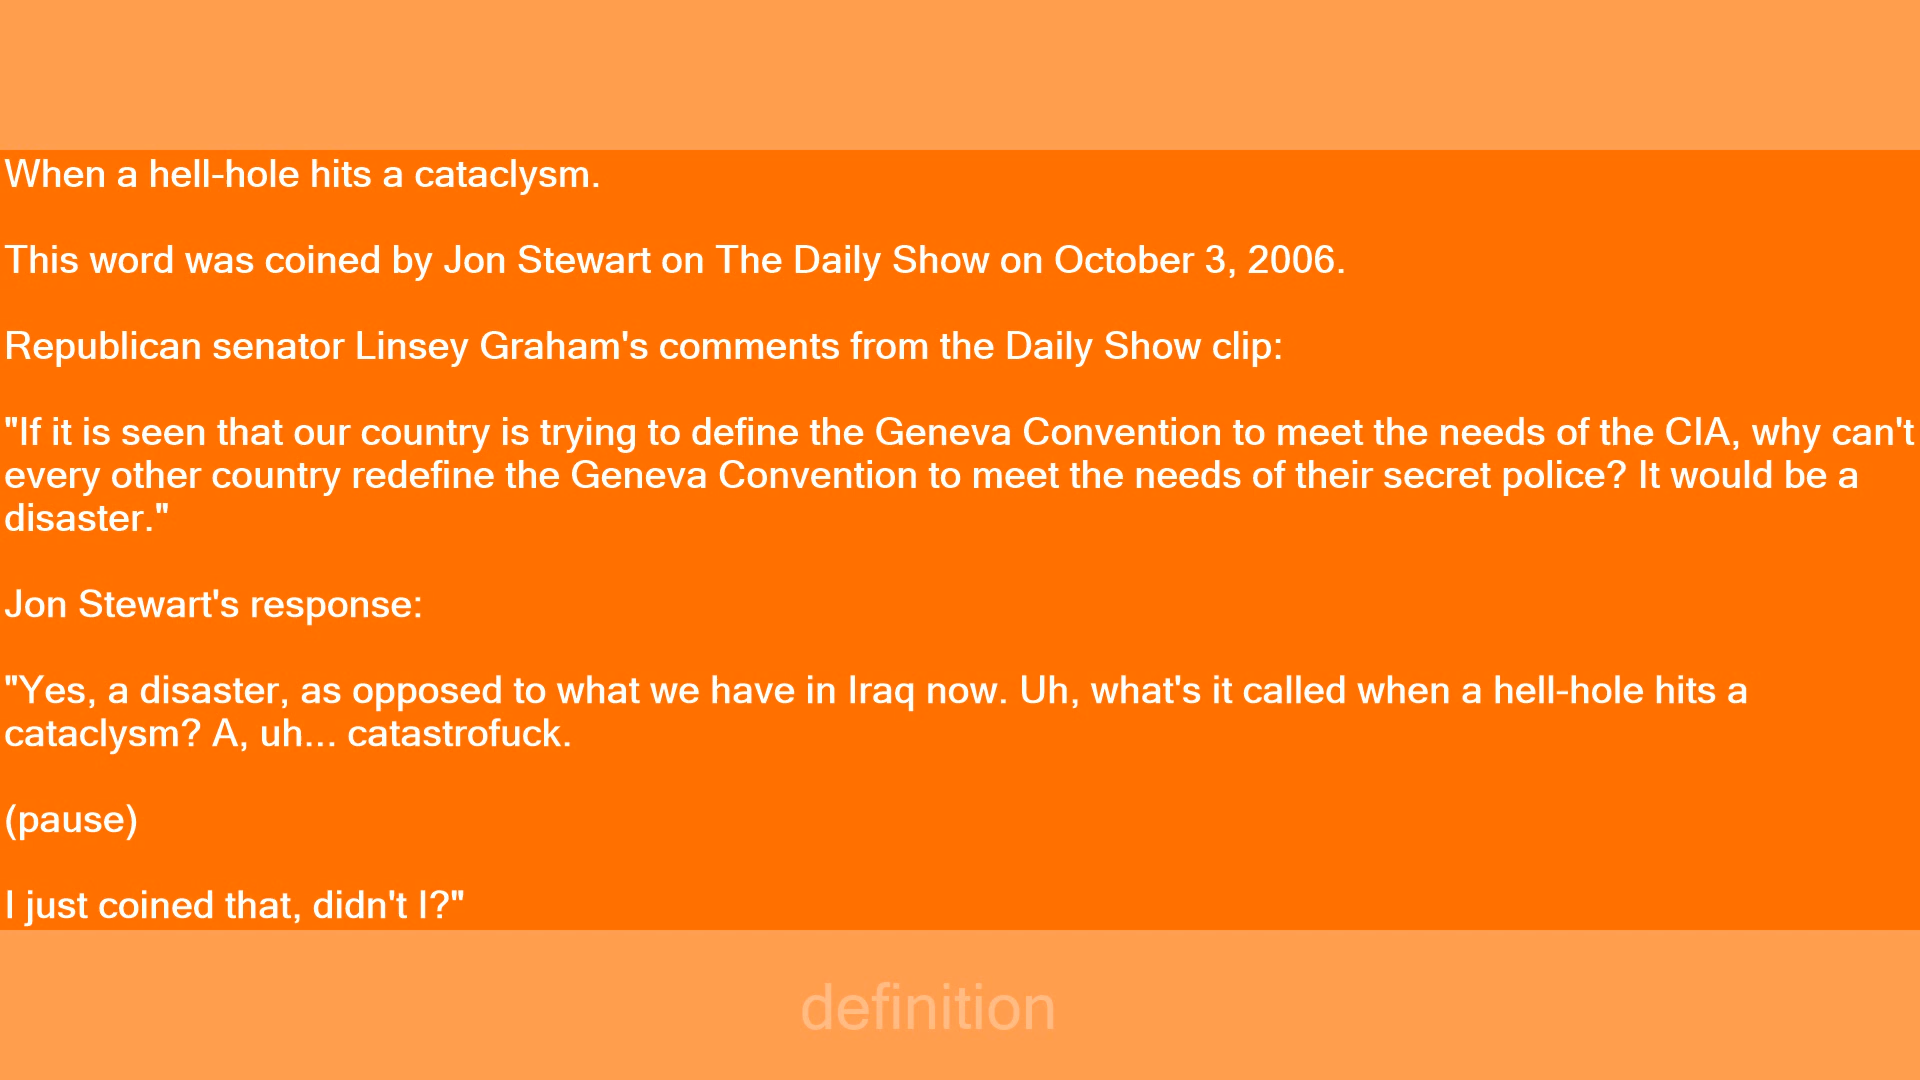 When a hell-hole hits a cataclysm.
This word was coined by Jon Stewart on The Daily Show on October 3, 2006.
Republican senator Linsey Graham's comments from the Daily Show clip:
"If it is seen that our country is trying to define the Geneva Convention to meet the needs of the CIA, why can't
every other country redefine the Geneva Convention to meet the needs of their secret police? It would be a
disaster."
Jon Stewart's response:
"Yes, a disaster, as opposed to what we have in Iraq now. Uh, what's it called when a hell-hole hits a
cataclysm? A, uh... catastrofuck.
(pause)
I just coined that, didn't I?"
definition